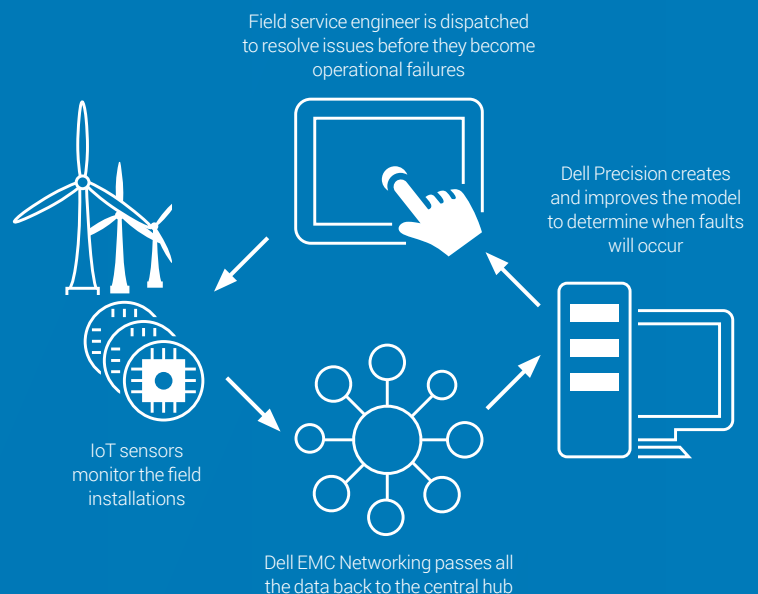 Field service engineer is dispatched
to resolve issues before they become
operational failures
Dell Precision creates
and improves the model
to determine when faults
will occur
IoT sensors
monitor the field
installations
Dell EMC Networking passes all
the data back to the central hub